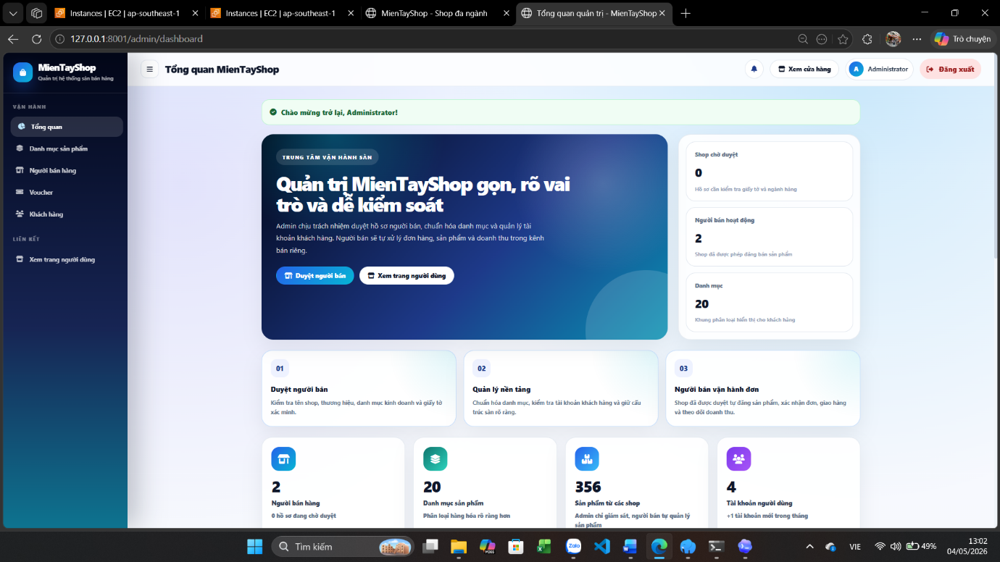 Instances | EC2 | ap-southeast-1
Instances | EC2 | ap-southeast-1
MienTayShop - Shop đa ngành
Tổng quan quản trị - MienTayShop
127.0.0.1:8001/admin/dashboard
Trò chuyện
MienTayShop
Quản trị hệ thống sàn bán hàng
Tổng quan MienTayShop
Xem cửa hàng
A
Administrator
Đăng xuất
VẬN HÀNH
Tổng quan
Danh mục sản phẩm
Người bán hàng
Voucher
Khách hàng
LIÊN KẾT
Xem trang người dùng
Chào mừng trở lại, Administrator!
TRUNG TÂM VẬN HÀNH SÀN
Quản trị MienTayShop gọn, rõ vai
trò và dễ kiểm soát
Admin chịu trách nhiệm duyệt hồ sơ người bán, chuẩn hóa danh mục và quản lý tài
khoản khách hàng. Người bán sẽ tự xử lý đơn hàng, sản phẩm và doanh thu trong kênh
bán riêng.
Duyệt người bán
Xem trang người dùng
Shop chờ duyệt
0
Hồ sơ cần kiểm tra giấy tờ và ngành hàng
Người bán hoạt động
2
Shop đã được phép đăng bán sản phẩm
Danh mục
20
Khung phân loại hiển thị cho khách hàng
01
Duyệt người bán
Kiểm tra tên shop, thương hiệu, danh mục kinh doanh và giấy tờ
xác minh.
02
Quản lý nền tảng
Chuẩn hóa danh mục, kiểm tra tài khoản khách hàng và giữ cấu
trúc sàn rõ ràng.
03
Người bán vận hành đơn
Shop đã được duyệt tự đăng sản phẩm, xác nhận đơn, giao hàng
và theo dõi doanh thu.
2
Người bán hàng
0 hồ sơ đang chờ duyệt
20
Danh mục sản phẩm
Phân loại hàng hóa rõ ràng hơn
356
Sản phẩm từ các shop
Admin chỉ giám sát, người bán tự quản lý
sản phẩm
4
Tài khoản người dùng
+1 tài khoản mới trong tháng
Tìm kiếm
M365
Zalo
VIE
49%
13:02
04/05/2026